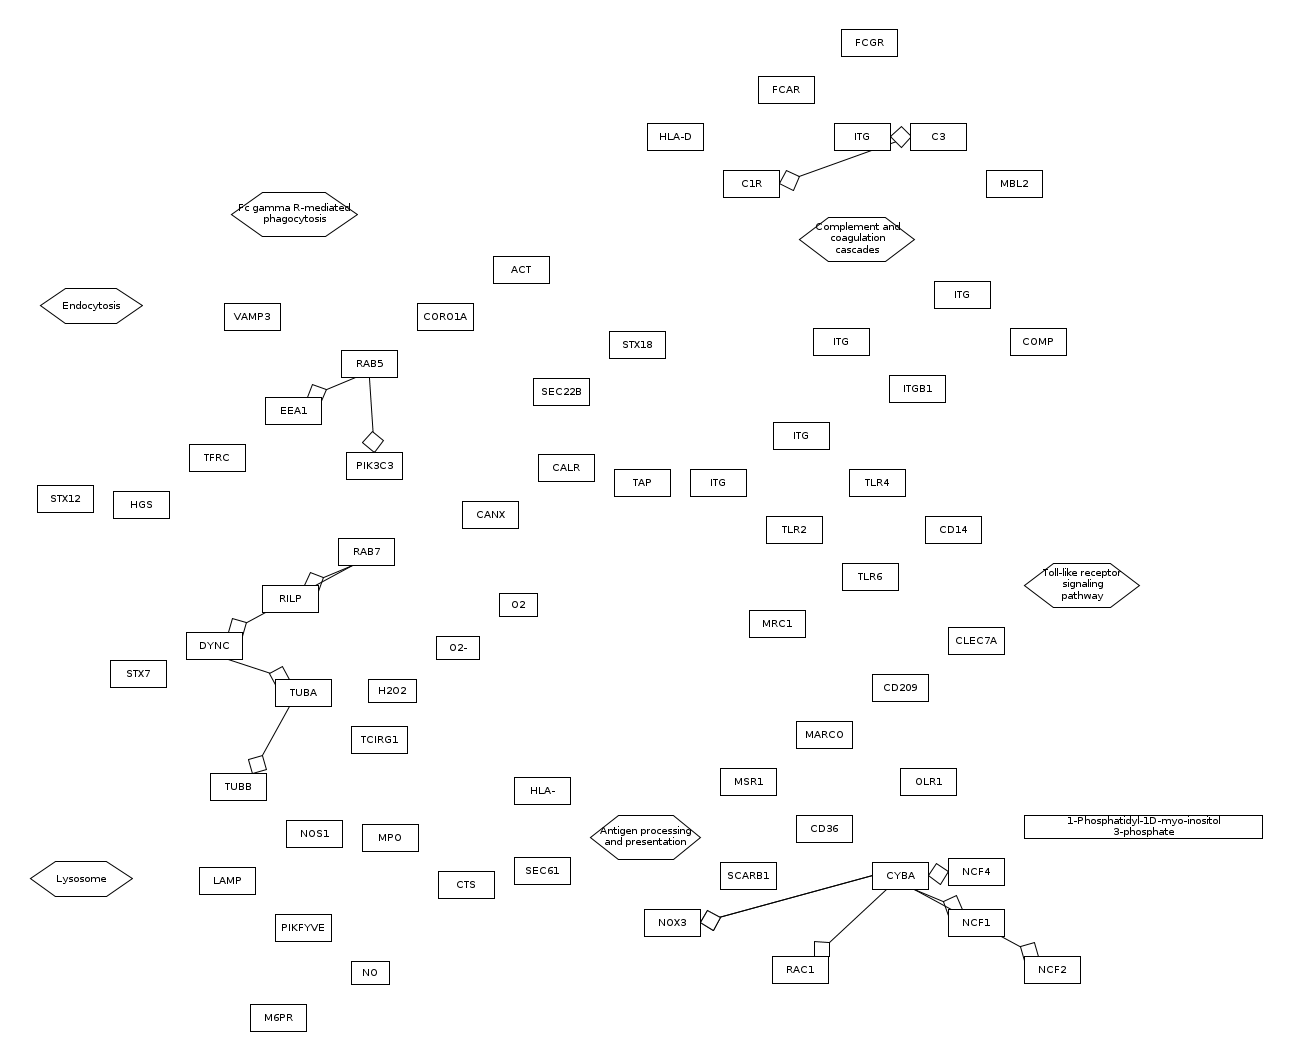 FCGR
FCAR
HLA-D
ITG
C3
C1R
MBL2
Fc gamma R-mediated
phagocytosis
Complement and
coagulation
cascades
ACT
ITG
Endocytosis
VAMP3
CORO1A
STX18
ITG
COMP
RAB5
SEC22B
ITGB1
EEA1
ITG
TFRC
PIK3C3
CALR
TAP
ITG
TLR4
STX12
HGS
CANX
TLR2
CD14
RAB7
TLR6
Toll-like receptor
signaling
pathway
RILP
O2
MRC1
DYNC
O2-
CLEC7A
STX7
TUBA
H2O2
CD209
TCIRG1
MARCO
TUBB
HLA-
MSR1
OLR1
NOS1
MPO
Antigen processing
and presentation
CD36
1-Phosphatidyl-1D-myo-inositol
3-phosphate
Lysosome
LAMP
CTS
SEC61
SCARB1
CYBA
NCF4
PIKFYVE
NOX3
NCF1
NO
RAC1
NCF2
M6PR